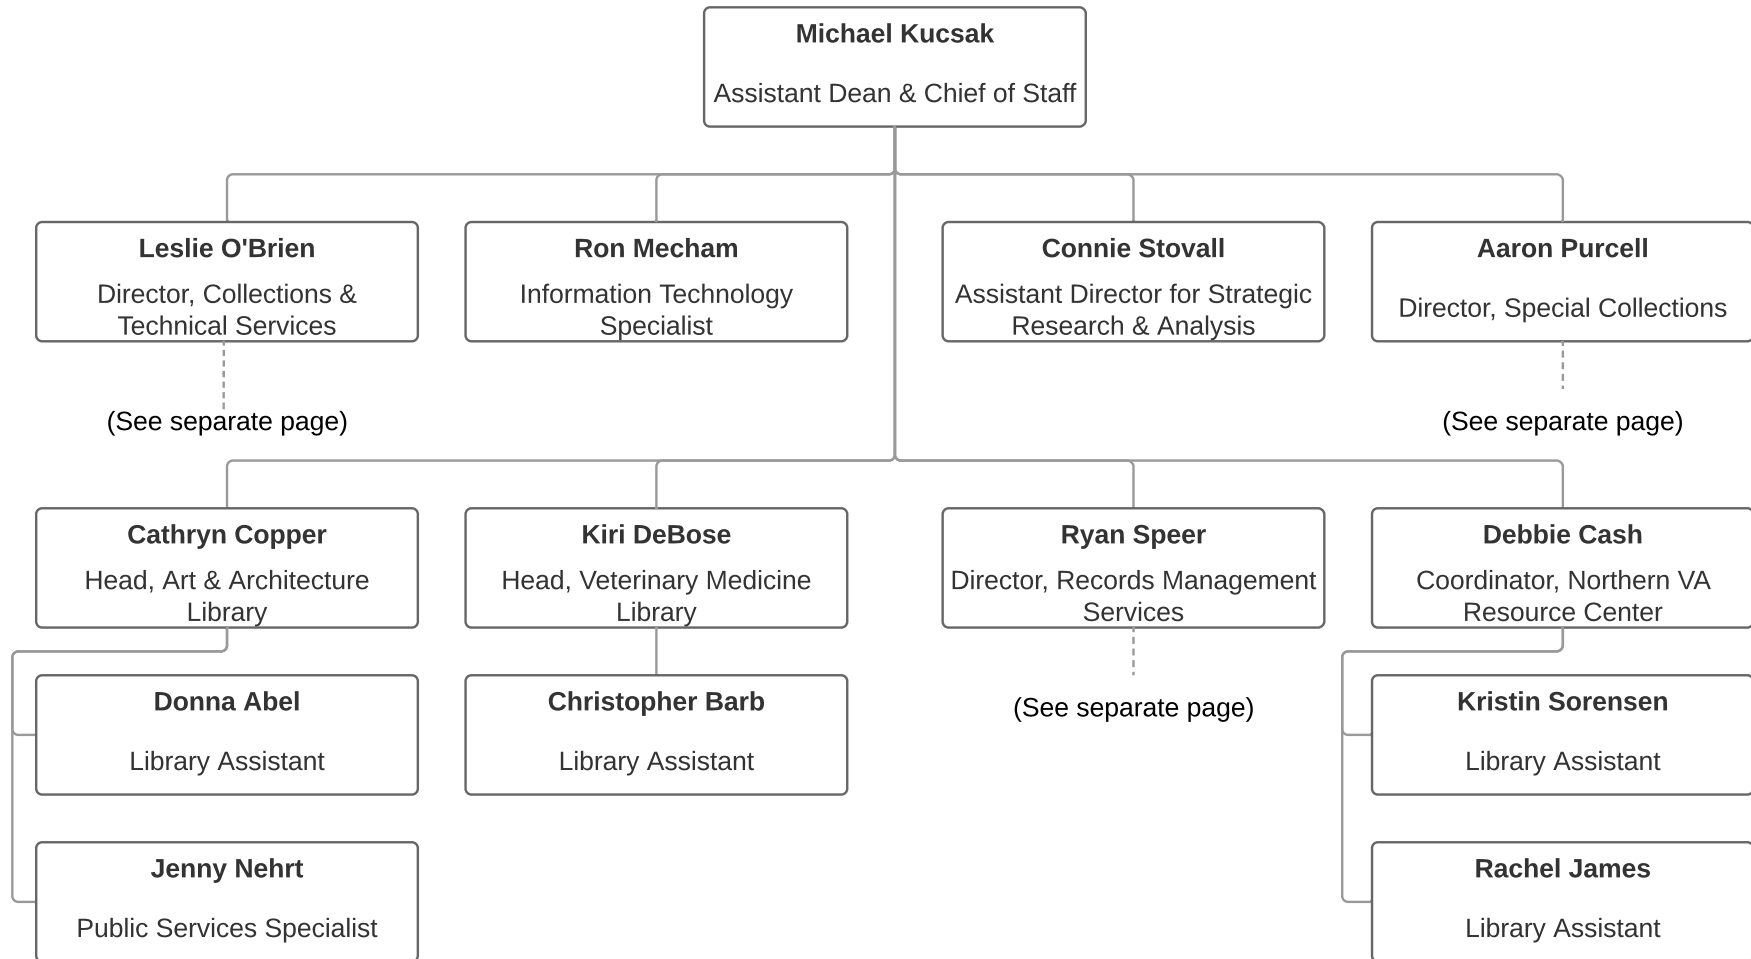 Michael Kucsak
Assistant Dean & Chief of Staff
Leslie O'Brien
Director, Collections &
Technical Services
Ron Mecham
Information Technology
Specialist
Connie Stovall
Assistant Director for Strategic
Research & Analysis
Aaron Purcell
Director, Special Collections
(See separate page)
(See separate page)
Cathryn Copper
Head, Art & Architecture
Library
Kiri DeBose
Head, Veterinary Medicine
Library
Ryan Speer
Director, Records Management
Services
Debbie Cash
Coordinator, Northern VA
Resource Center
Donna Abel
Library Assistant
Christopher Barb
Library Assistant
(See separate page)
Kristin Sorensen
Library Assistant
Jenny Nehrt
Public Services Specialist
Rachel James
Library Assistant